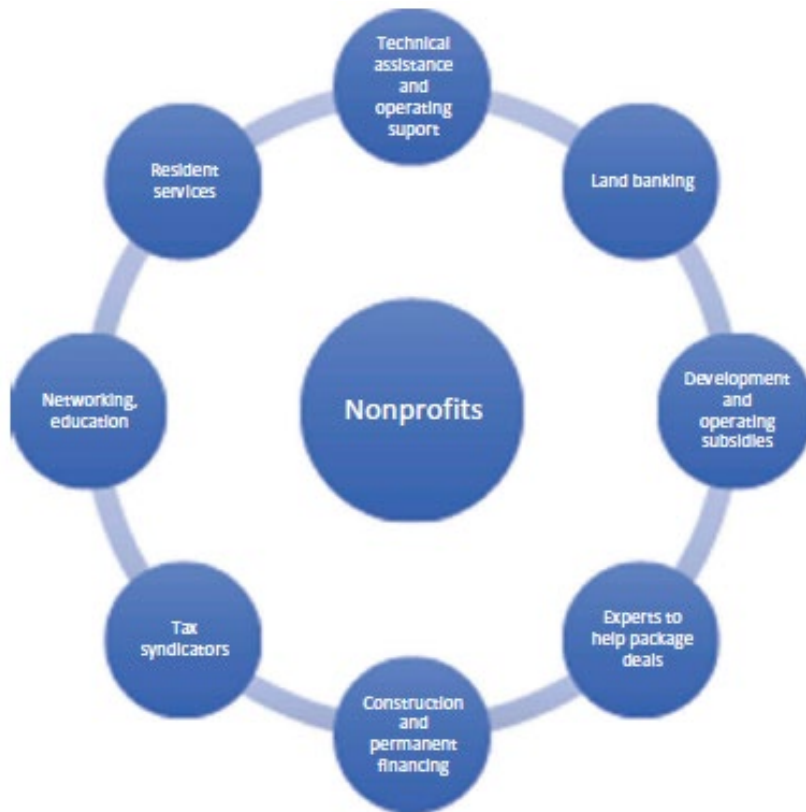 Technical
assistance
and
operating
suport
Land banking
Development
and
operating
subsidies
Experts to
help package
deals
Construction
and
permanent
financing
Tax
syndicators
Networking,
education
Resident
services
Nonprofits